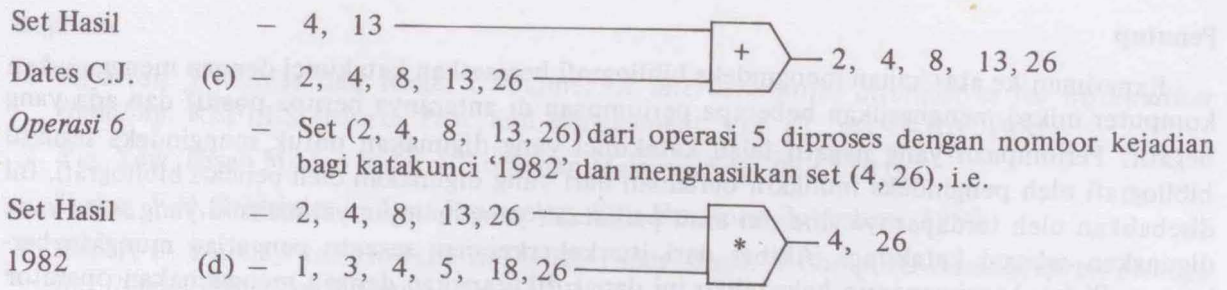 Set Hasil – 4, 13
+ 2, 4, 8, 13, 26
Dates C.J. (e) – 2, 4, 8, 13, 26
Operasi 6 – Set (2, 4, 8, 13, 26) dari operasi 5 diproses dengan nombor kejadian
bagi katakunci '1982' dan menghasilkan set (4, 26), i.e.
Set Hasil – 2, 4, 8, 13, 26
* 4, 26
1982 (d) – 1, 3, 4, 5, 18, 26